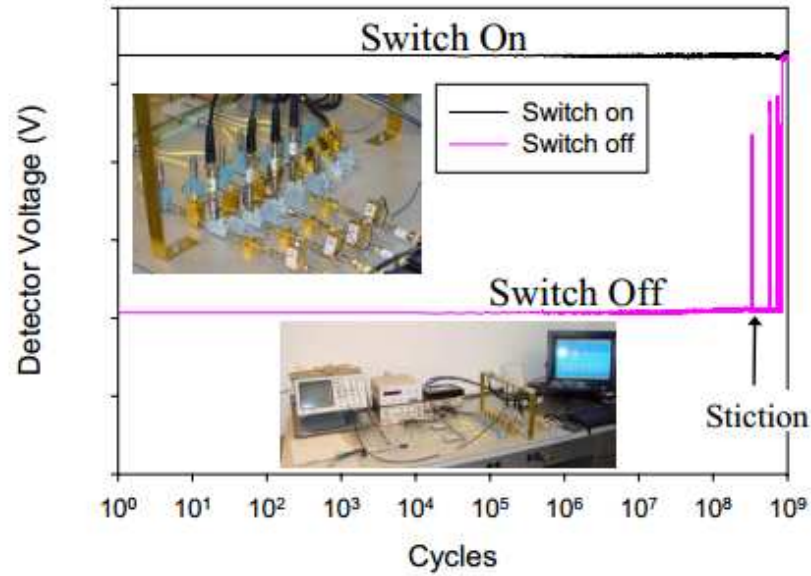 Switch On
Switch on
Switch off
Detector Voltage (V)
Switch Off
Stiction
10⁰ 10¹ 10² 10³ 10⁴ 10⁵ 10⁶ 10⁷ 10⁸ 10⁹
Cycles